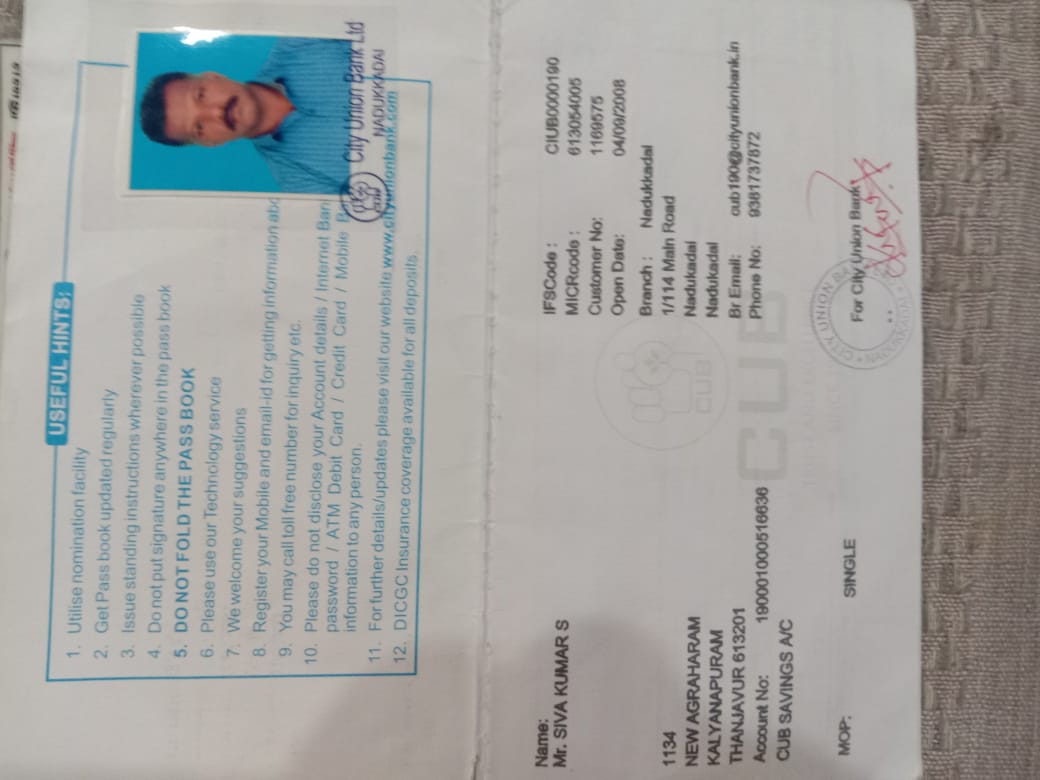 USEFUL HINTS:
1. Utilise nomination facility
2. Get Pass book updated regularly
3. Issue standing instructions wherever possible
4. Do not put signature anywhere in the pass book
5. DO NOT FOLD THE PASS BOOK
6. Please use our Technology service
7. We welcome your suggestions
8. Register your Mobile and email-id for getting information abo
9. You may call toll free number for inquiry etc.
10. Please do not disclose your Account details / Internet Ban
password / ATM Debit Card / Credit Card / Mobile B
information to any person.
11. For further details/updates please visit our website www.cityunionbank.com
12. DICGC Insurance coverage available for all deposits.
City Union Bank Ltd
NADUKKADAI
CUB
Name:
Mr. SIVA KUMAR S
1134
NEW AGRAHARAM
KALYANAPURAM
THANJAVUR 613201
Account No: 190001000516636
CUB SAVINGS A/C
MOP: SINGLE
IFSCode : CIUB0000190
MICRcode : 613054005
Customer No: 1169575
Open Date: 04/09/2008
Branch : Nadukkadai
1/114 Main Road
Nadukadai
Nadukadai
Br Email: cub190@cityunionbank.in
Phone No: 9381737872
CUB
CUB
For City Union Bank
CITY UNION BA
NADUKKADAI